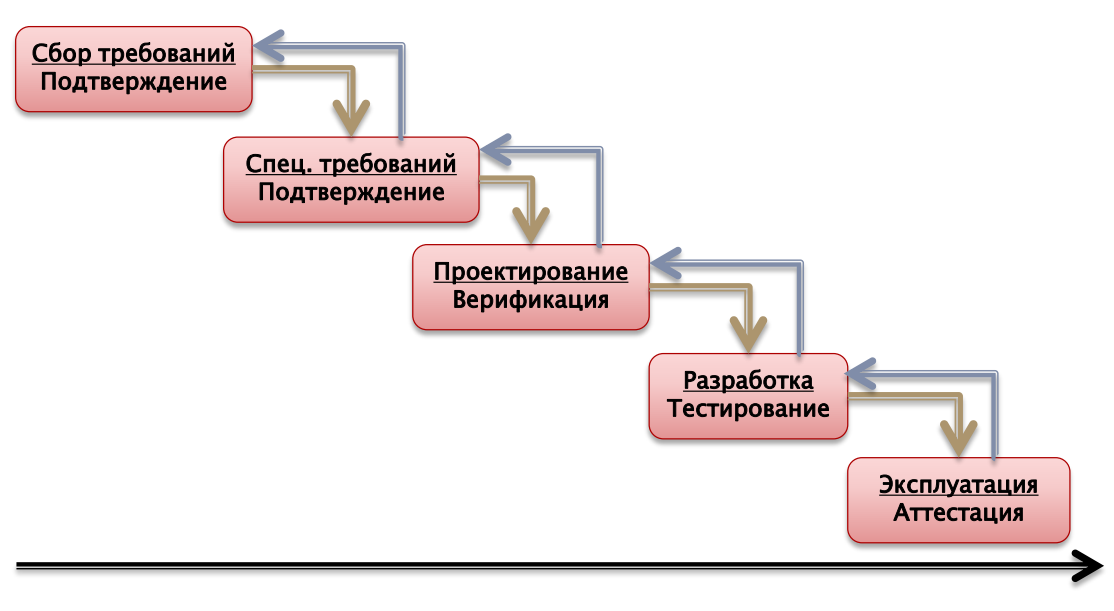 Сбор требований
Подтверждение
Спец. требований
Подтверждение
Проектирование
Верификация
Разработка
Тестирование
Эксплуатация
Аттестация